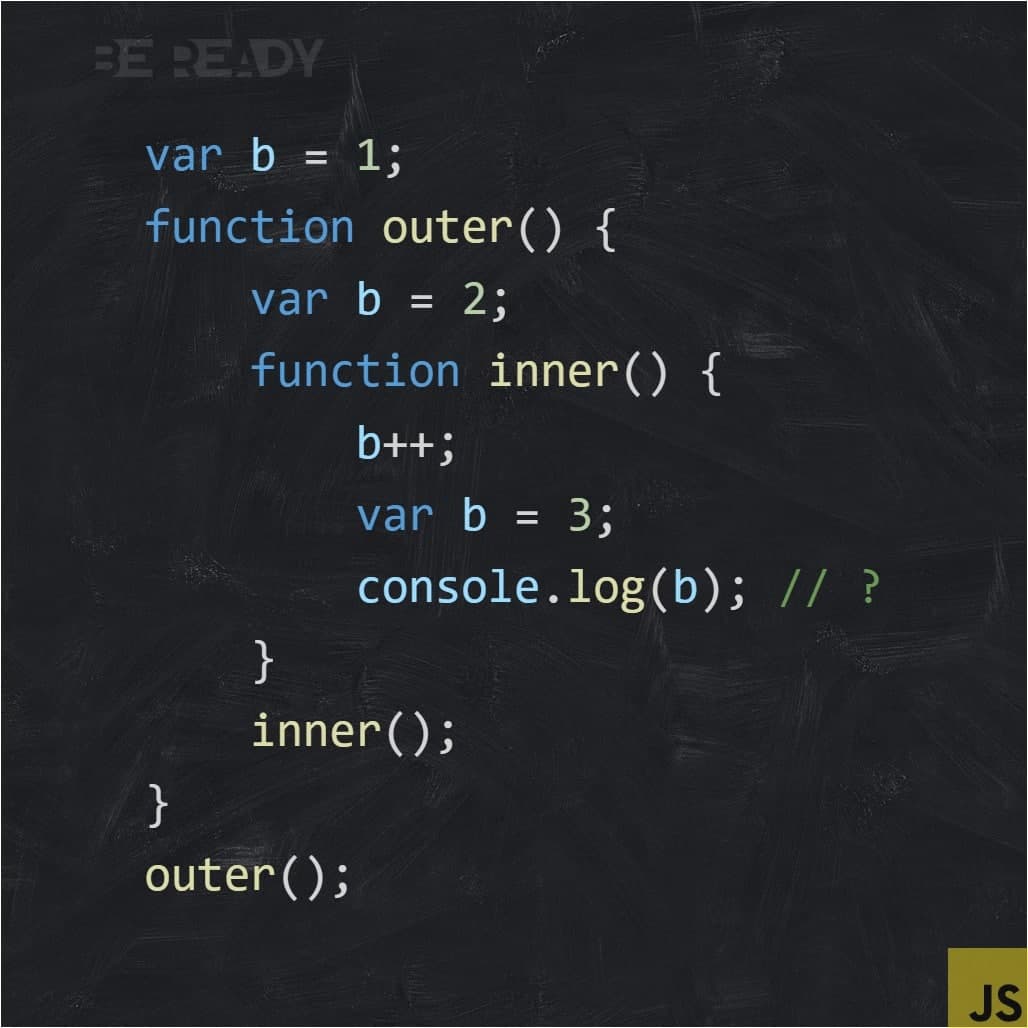 BE READY
var b = 1;
function outer() {
    var b = 2;
    function inner() {
        b++;
        var b = 3;
        console.log(b); // ?
    }
    inner();
}
outer();
JS